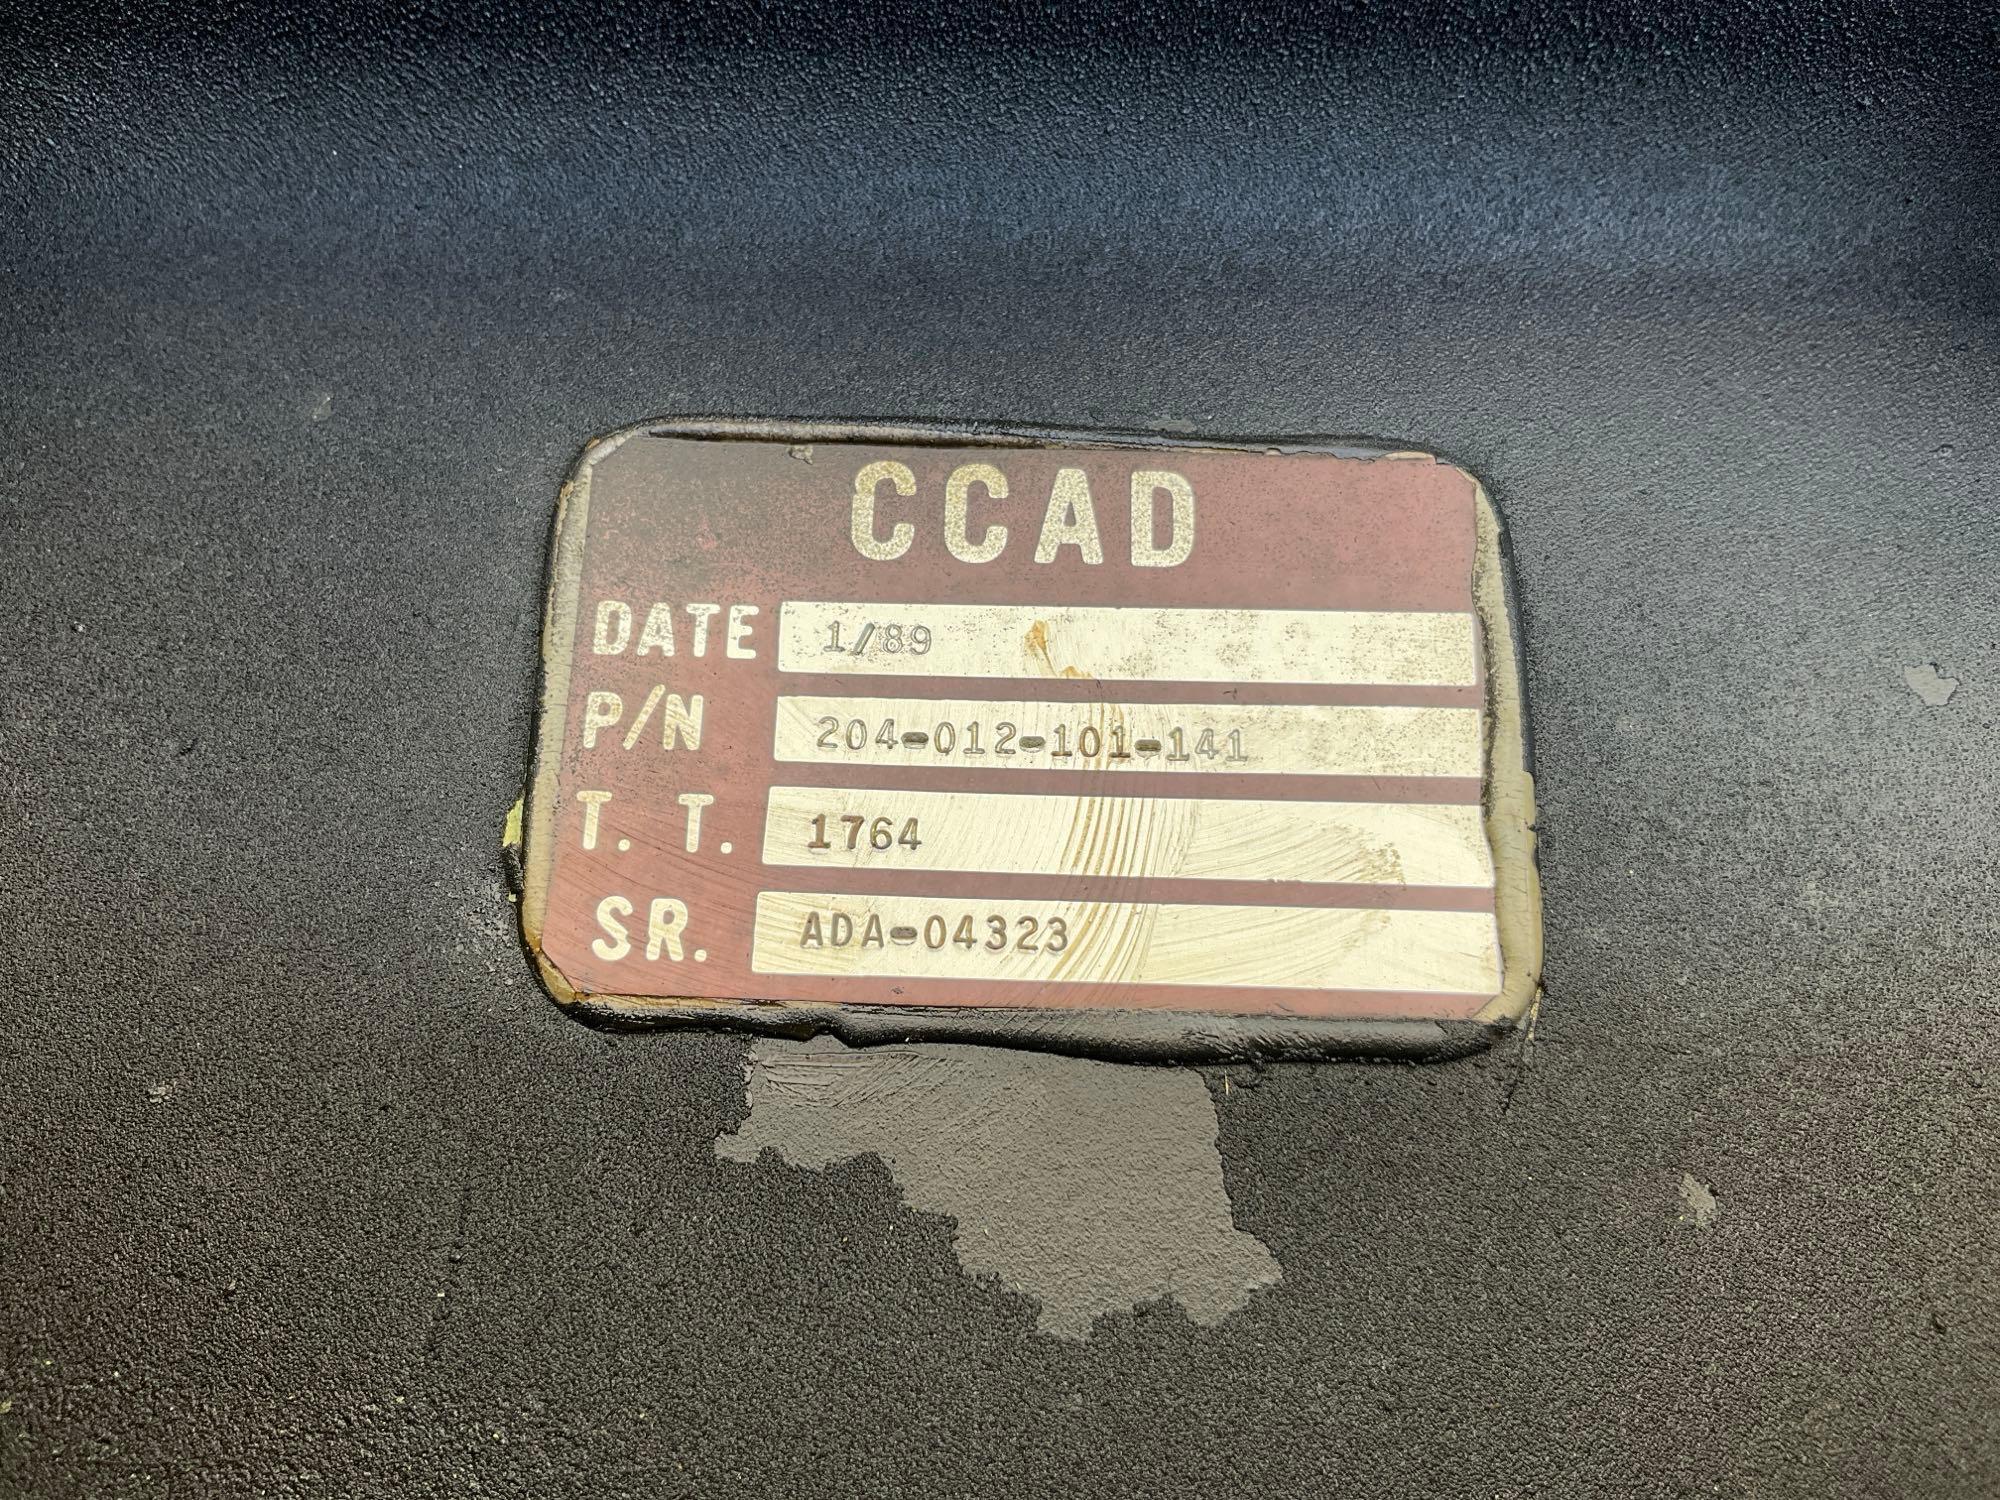 CCAD
DATE 1/89
P/N 204-012-101-141
T. T. 1764
SR. ADA-04323